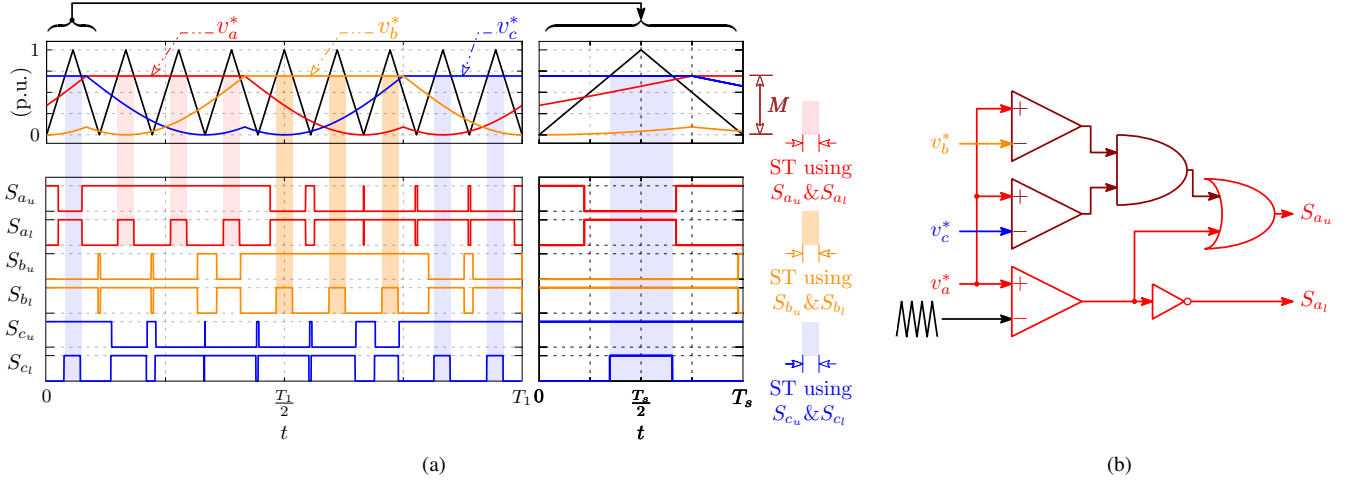 v_a^* v_b^* v_c^*
1
(p.u.)
0
M
ST using
S_{a_u}&S_{a_l}
ST using
S_{b_u}&S_{b_l}
ST using
S_{c_u}&S_{c_l}
S_{a_u}
S_{a_l}
S_{b_u}
S_{b_l}
S_{c_u}
S_{c_l}
0 T_1/2 T_1 0 T_s/2 T_s
t t
(a)
+
v_b^* −
+
v_c^* −
v_a^* +
−
S_{a_u}
S_{a_l}
(b)